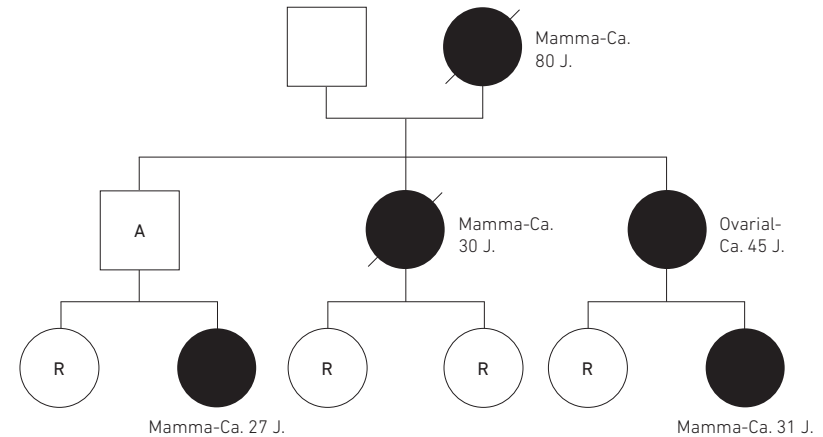 Mamma-Ca.
80 J.
A
Mamma-Ca.
30 J.
Ovarial-
Ca. 45 J.
R
R
R
R
Mamma-Ca. 27 J.
Mamma-Ca. 31 J.